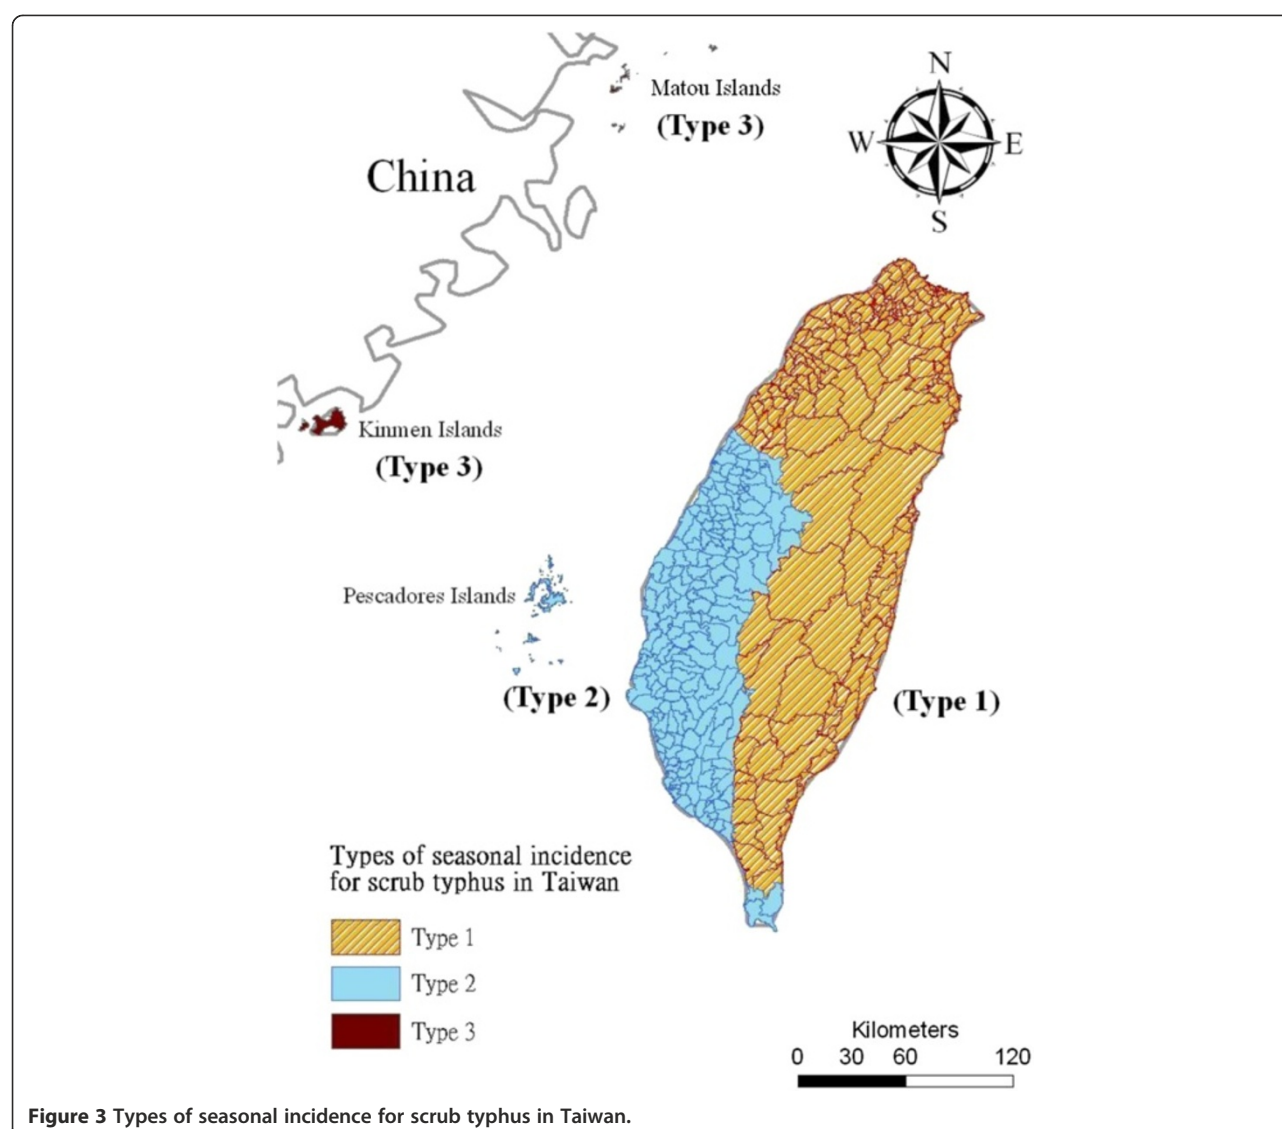 Matou Islands
(Type 3)
N
W
E
S
China
Kinmen Islands
(Type 3)
Pescadores Islands
(Type 2)
(Type 1)
Types of seasonal incidence
for scrub typhus in Taiwan
Type 1
Type 2
Type 3
Kilometers
0 30 60 120
Figure 3 Types of seasonal incidence for scrub typhus in Taiwan.